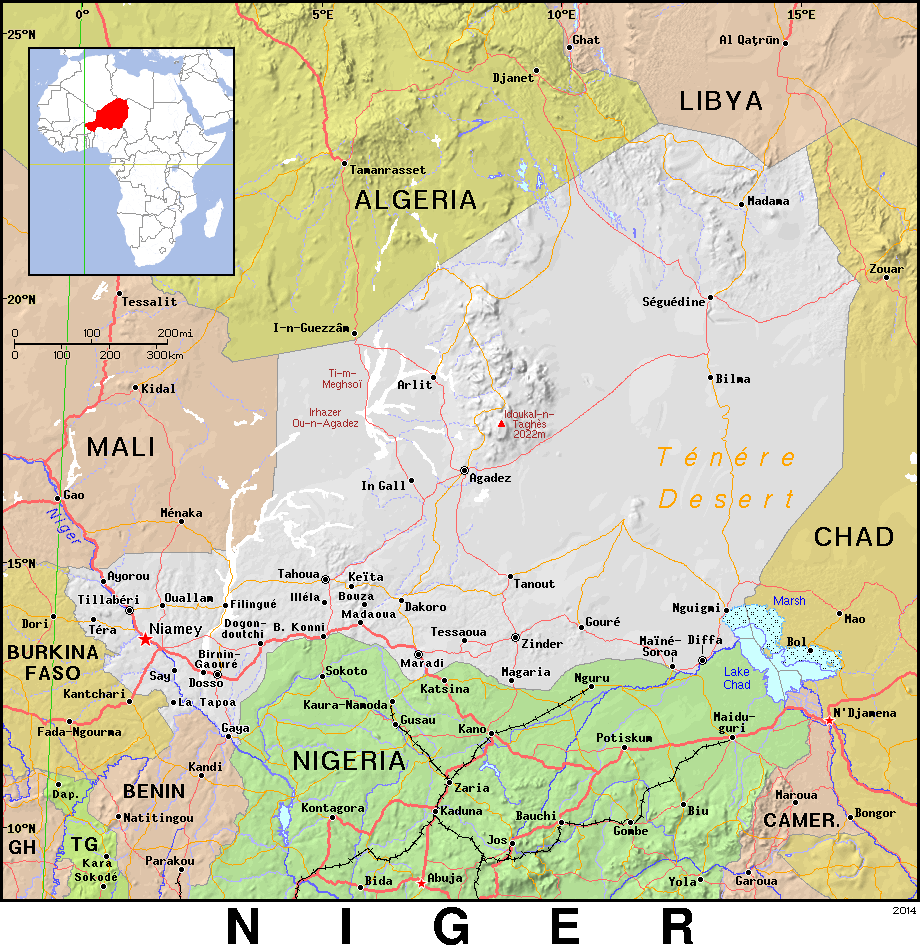 0°
5°E
10°E
15°E
25°N
Ghat
Al Qaṭrūn
Djanet
LIBYA
Tamanrasset
ALGERIA
Madama
Zouar
20°N
Tessalit
Séguédine
I-n-Guezzâm
0 100 200mi
0 100 200 300km
Ti-m-
Meghsoï
Arlit
Bilma
Kidal
Irhazer
Ou-n-Agadez
Idoukal-n-
Taghès
2022m
MALI
Ténéré
Desert
In Gall
Agadez
Gao
Niger
Ménaka
CHAD
15°N
Ayorou
Tahoua
Keïta
Tanout
Tillabéri
Ouallam
Filingué
Illéla
Bouza
Dakoro
Madaoua
Nguigmi
Marsh
Mao
Dori
Téra
Niamey
Dogon-
doutchi
B. Konni
Tessaoua
Zinder
Gouré
Maïné-
Soroa
Diffa
Bol
BURKINA
FASO
Birnin-
Gaouré
Maradi
Say
Dosso
Sokoto
Katsina
Magaria
Nguru
Lake
Chad
Kantchari
La Tapoa
Kaura-Namoda
N'Djamena
Fada-Ngourma
Gaya
Gusau
Kano
Maidu-
guri
Potiskum
NIGERIA
Kandi
Zaria
Dap.
BENIN
Kontagora
Kaduna
Biu
Maroua
Natitingou
Bauchi
Gombe
CAMER.
Bongor
10°N
GH
TG
Kara
Sokodé
Parakou
Jos
Bida
Abuja
Yola
Garoua
2014
NIGER